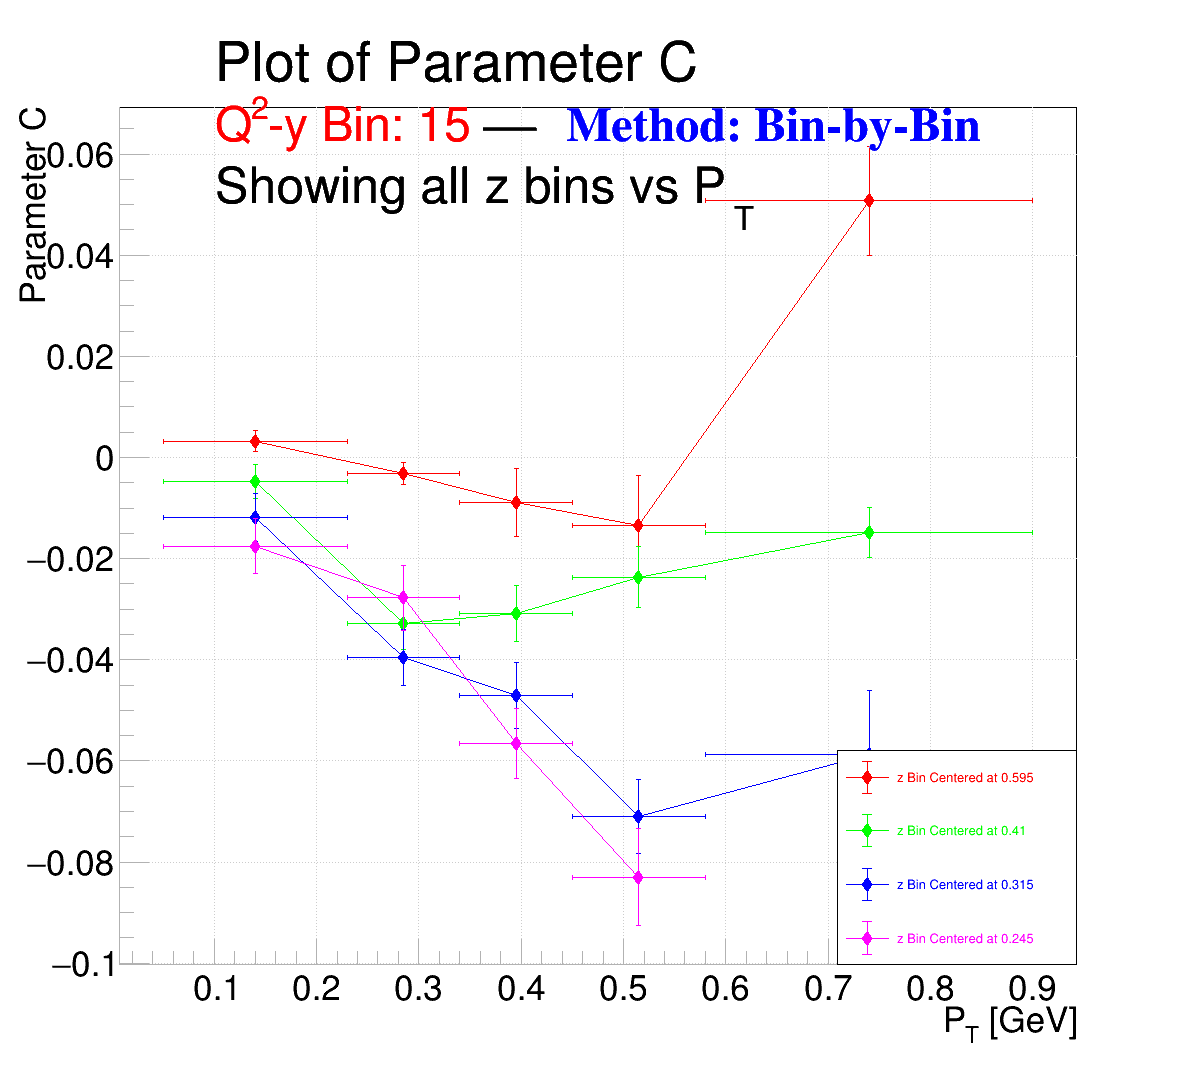 Plot of Parameter C
Q²-y Bin: 15 — Method: Bin-by-Bin
Showing all z bins vs P_T
Parameter C
0.06
0.04
0.02
0
−0.02
−0.04
−0.06
−0.08
−0.1
z Bin Centered at 0.595
z Bin Centered at 0.41
z Bin Centered at 0.315
z Bin Centered at 0.245
0.1 0.2 0.3 0.4 0.5 0.6 0.7 0.8 0.9
P_T [GeV]